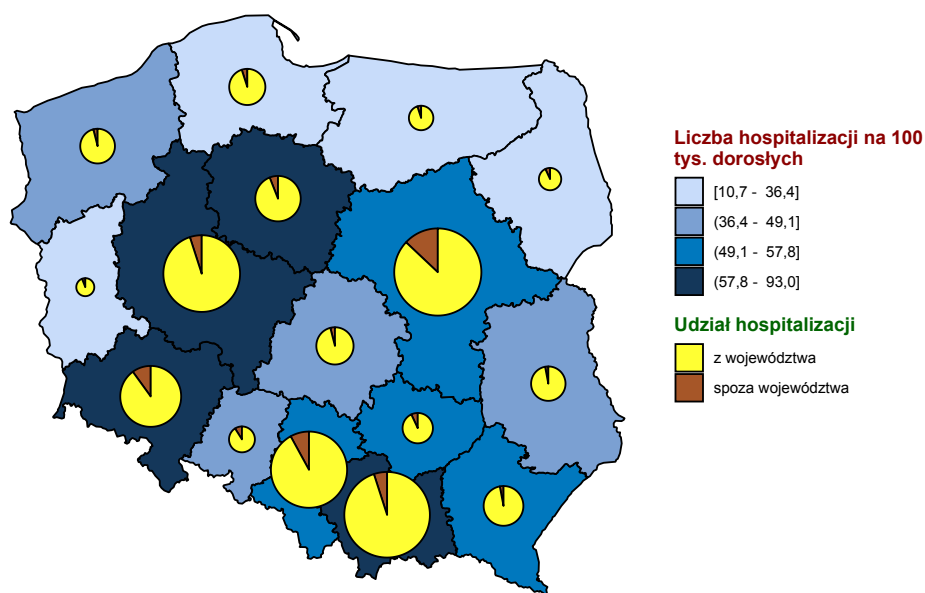 Liczba hospitalizacji na 100
tys. dorosłych
[10,7 - 36,4]
(36,4 - 49,1]
(49,1 - 57,8]
(57,8 - 93,0]
Udział hospitalizacji
z województwa
spoza województwa